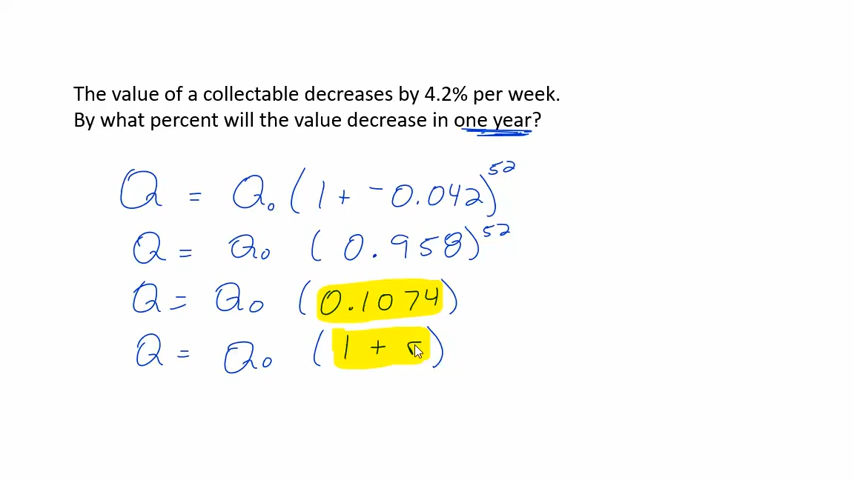 The value of a collectable decreases by 4.2% per week.
By what percent will the value decrease in one year?
Q = Q₀ (1 + -0.042)⁵²
Q = Q₀ (0.958)⁵²
Q = Q₀ (0.1074)
Q = Q₀ (1 + r)